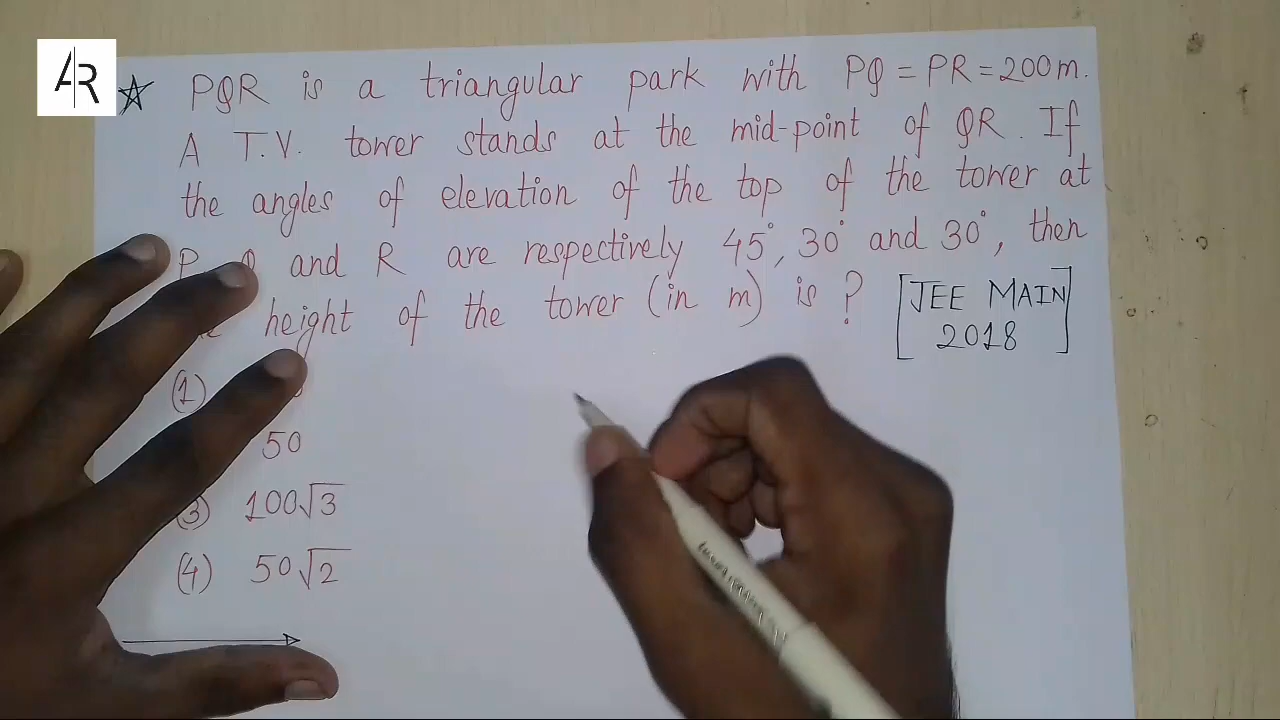 AR
☆ PQR is a triangular park with PQ = PR = 200m.
A T.V. tower stands at the mid-point of QR. If
the angles of elevation of the top of the tower at
P, Q and R are respectively 45°, 30° and 30°, then
height of the tower (in m) is ?
[JEE MAIN
2018]
(1)
50
(3) 100√3
(4) 50√2